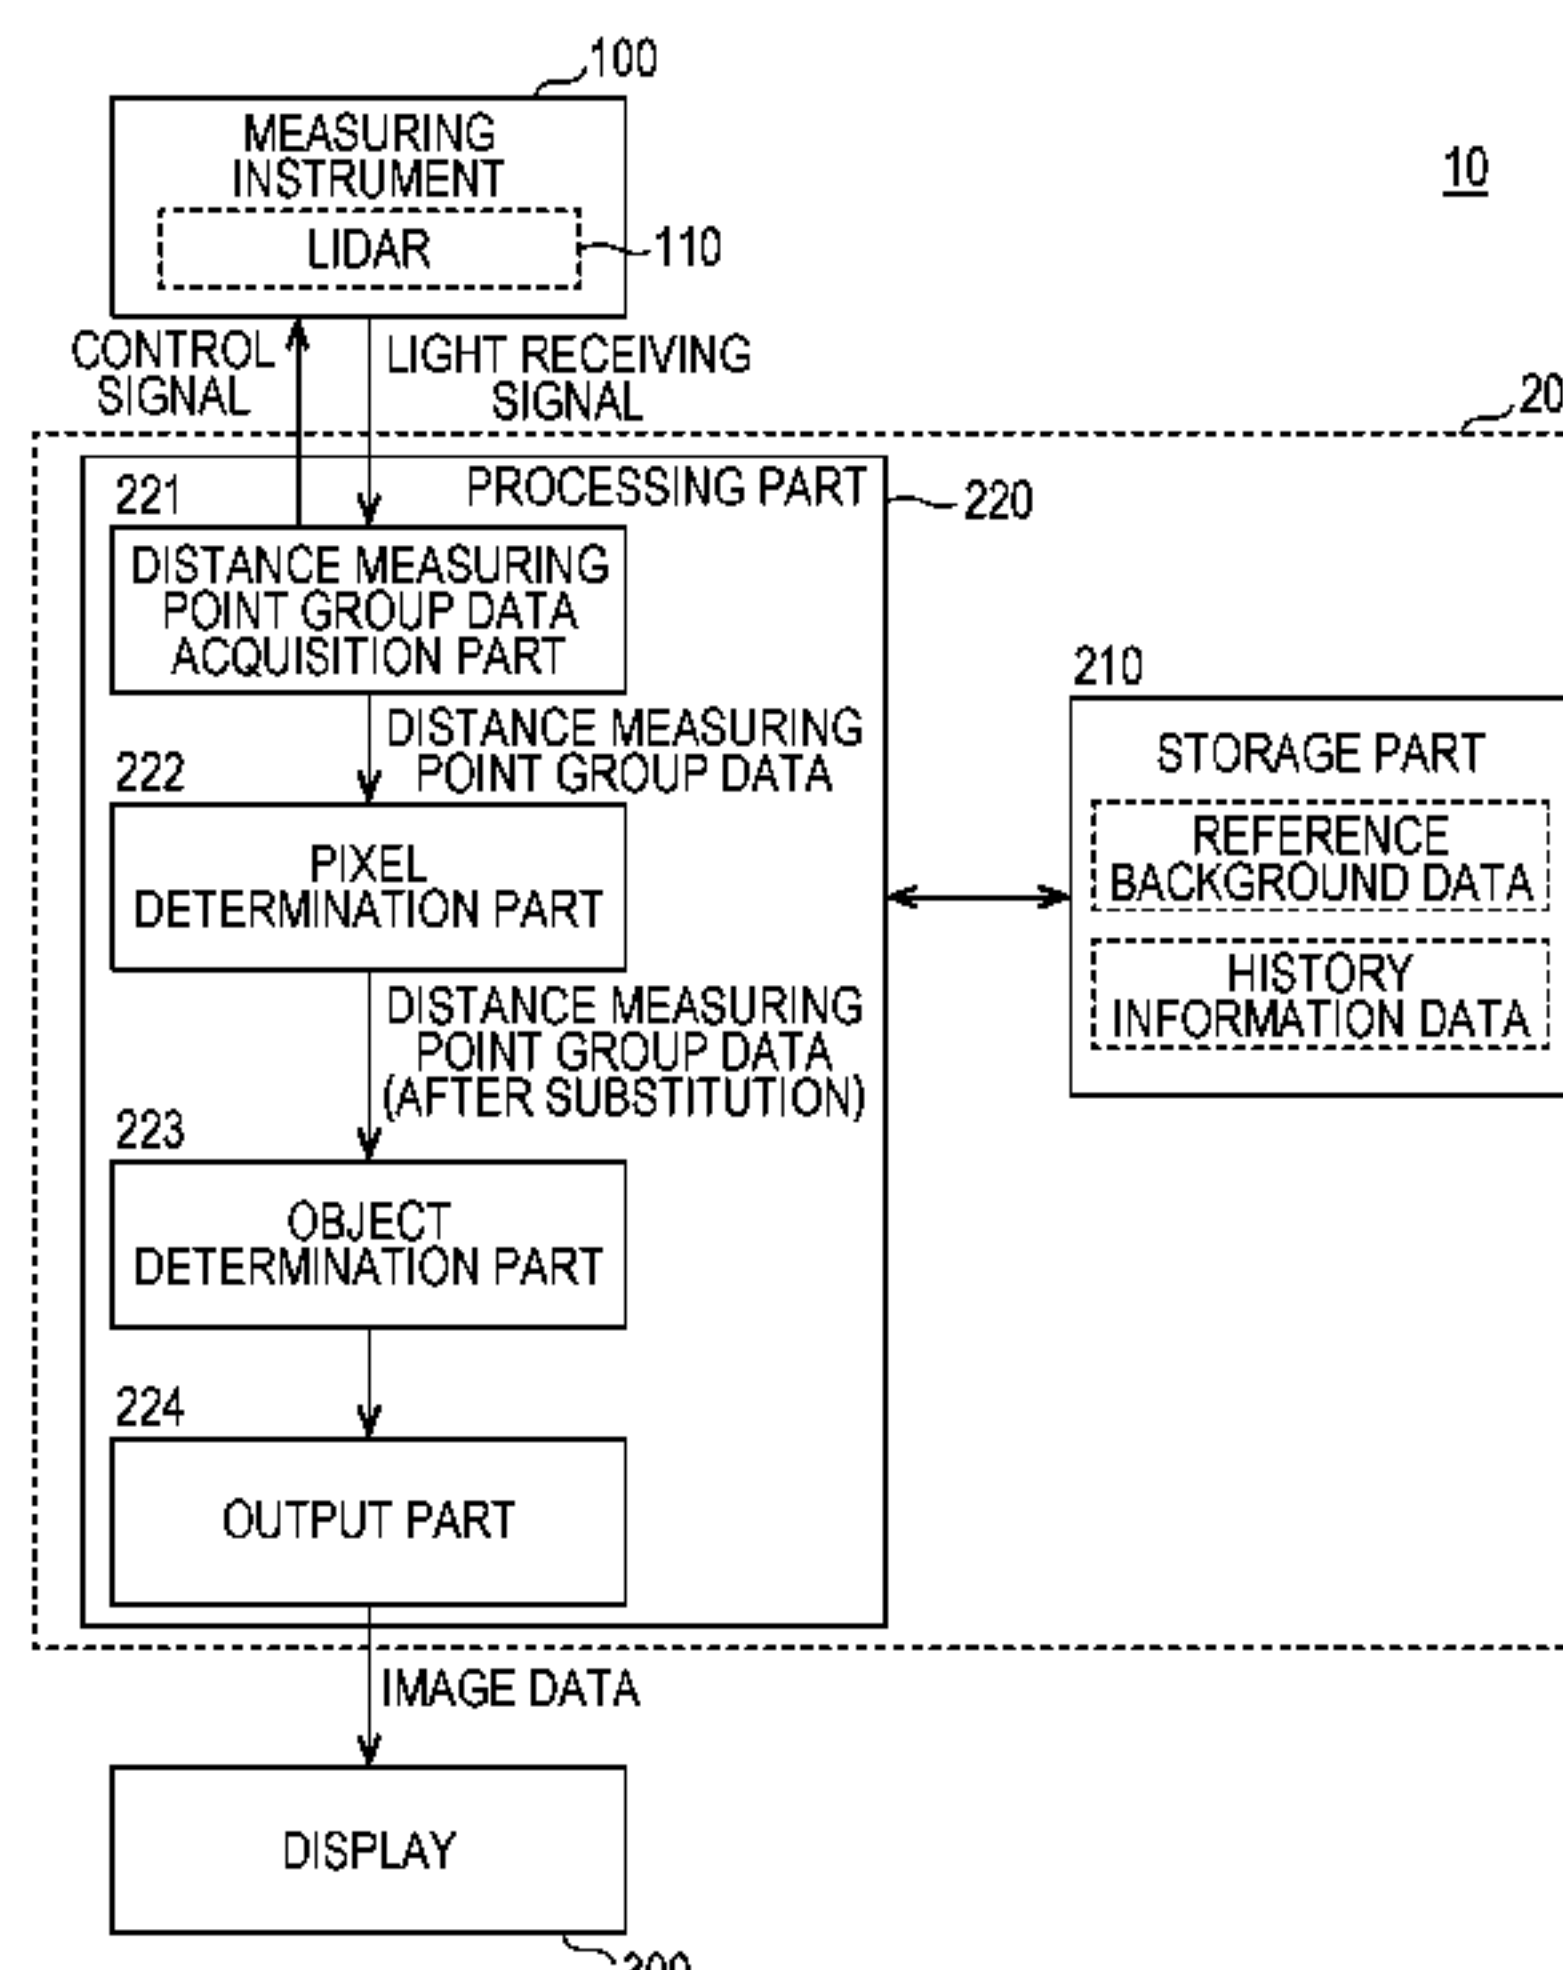 100
MEASURING
INSTRUMENT
10
LIDAR
110
CONTROL
SIGNAL
LIGHT RECEIVING
SIGNAL
20
221
PROCESSING PART
220
DISTANCE MEASURING
POINT GROUP DATA
ACQUISITION PART
210
DISTANCE MEASURING
POINT GROUP DATA
222
STORAGE PART
PIXEL
DETERMINATION PART
REFERENCE
BACKGROUND DATA
HISTORY
INFORMATION DATA
DISTANCE MEASURING
POINT GROUP DATA
(AFTER SUBSTITUTION)
223
OBJECT
DETERMINATION PART
224
OUTPUT PART
IMAGE DATA
DISPLAY